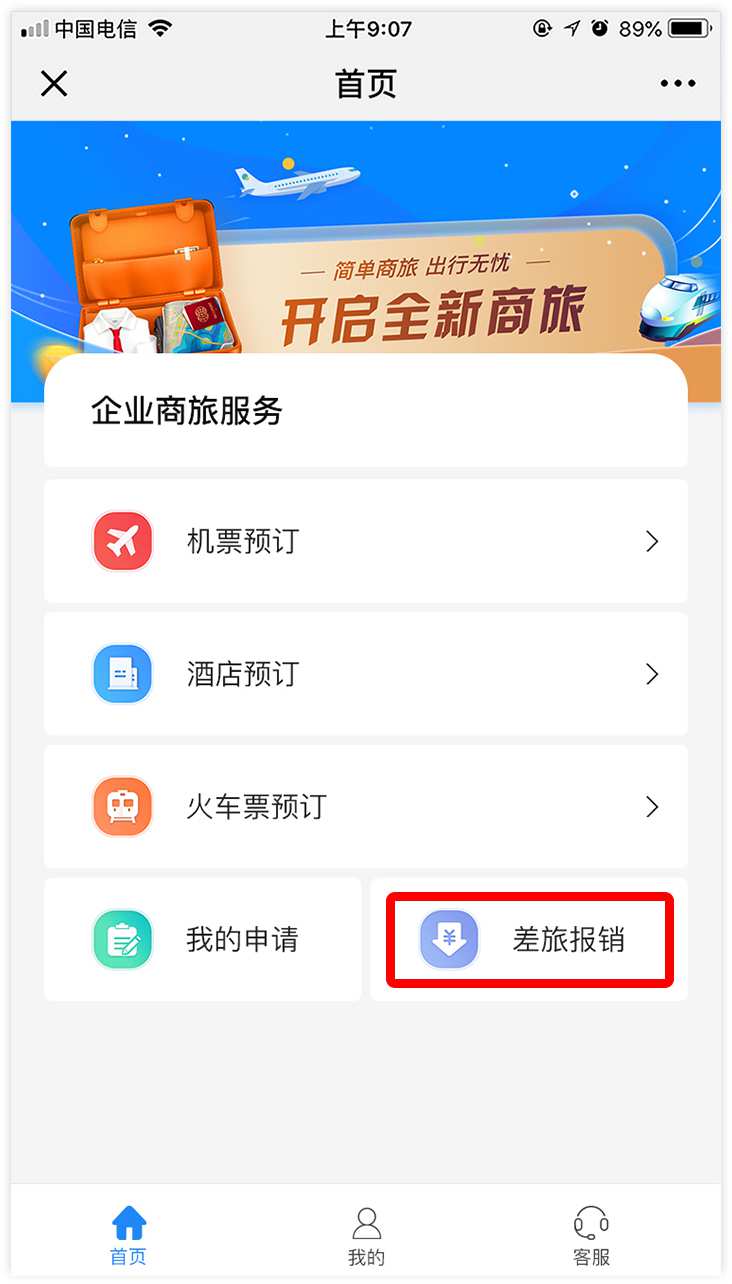 中国电信 上午9:07 89%
首页
简单商旅 出行无忧
开启全新商旅
企业商旅服务
机票预订
酒店预订
火车票预订
我的申请 差旅报销
首页 我的 客服